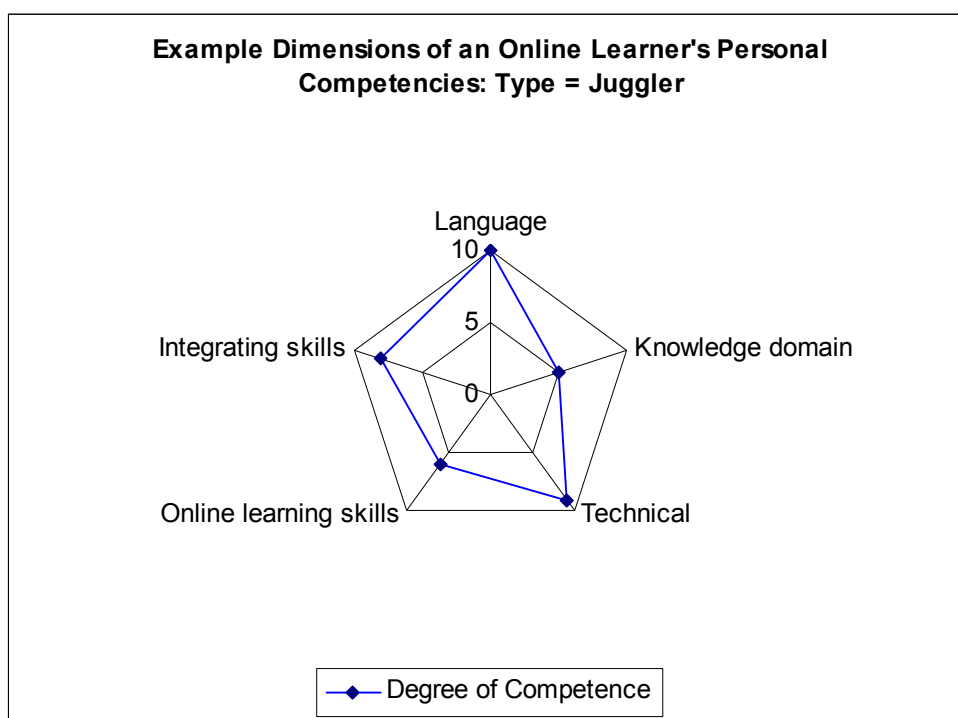 Example Dimensions of an Online Learner's Personal
Competencies: Type = Juggler
Language
10
5
0
Integrating skills
Knowledge domain
Online learning skills
Technical
Degree of Competence